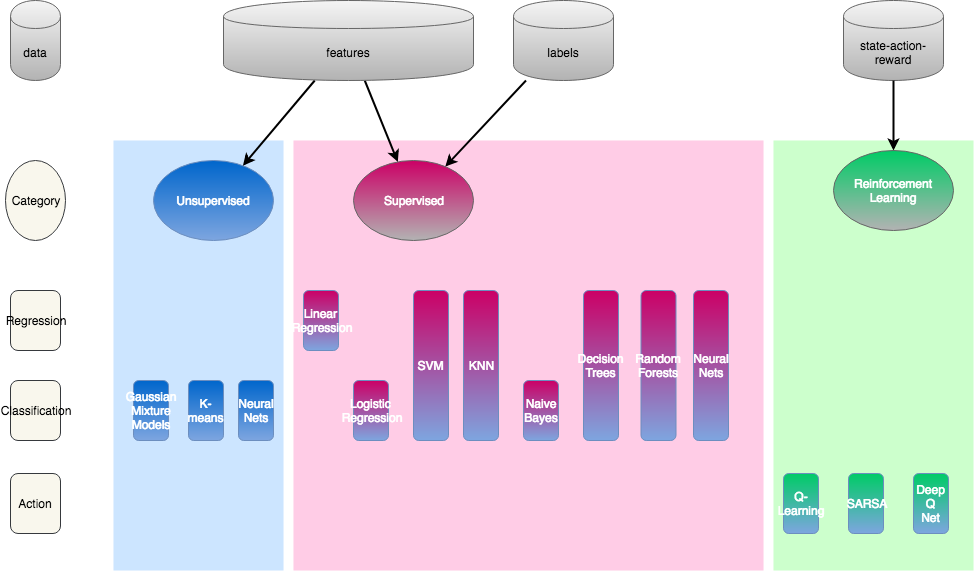 data
features
labels
state-action-
reward
Category
Unsupervised
Supervised
Reinforcement
Learning
Regression
Linear
Regression
SVM
KNN
Decision
Trees
Random
Forests
Neural
Nets
Classification
Gaussian
Mixture
Models
K-
means
Neural
Nets
Logistic
Regression
Naive
Bayes
Action
Q-
Learning
SARSA
Deep
Q
Net